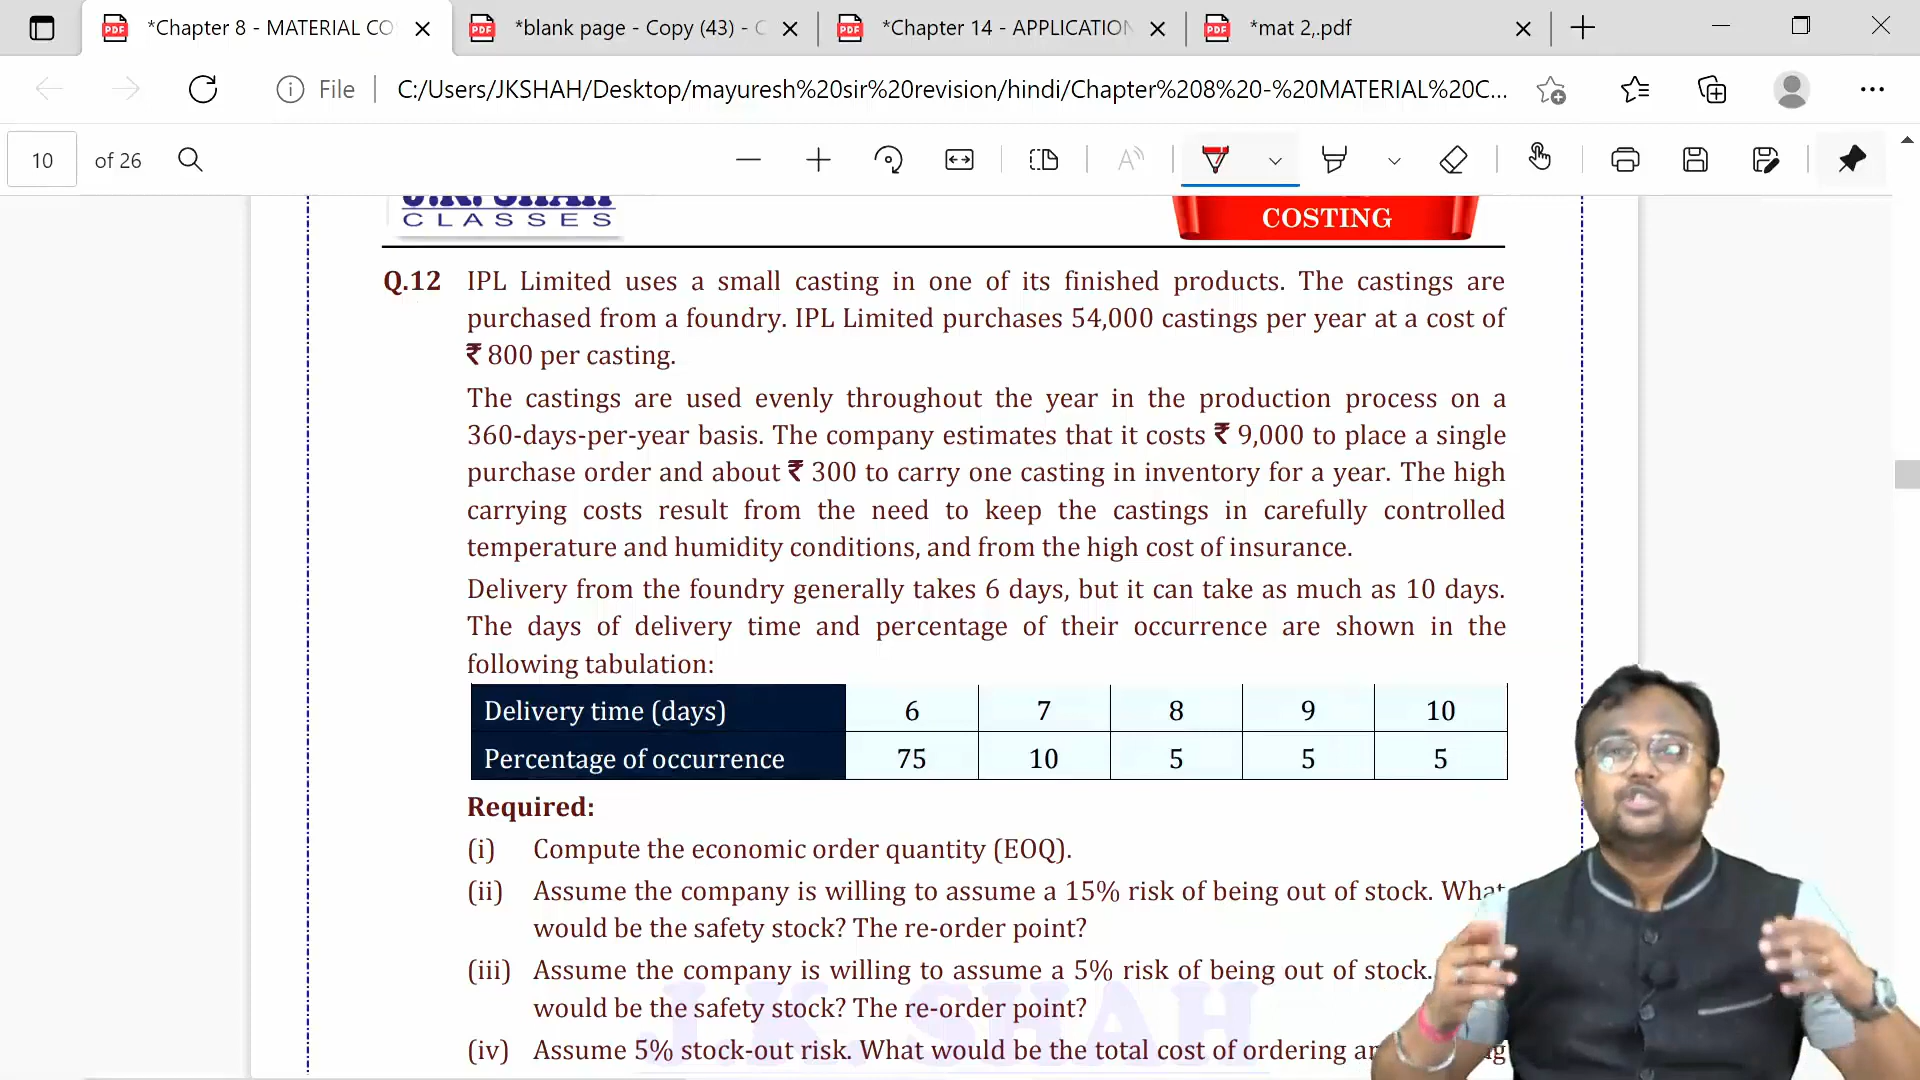 *Chapter 8 - MATERIAL CO
*blank page - Copy (43) - C
*Chapter 14 - APPLICATION
*mat 2,.pdf
File
C:/Users/JKSHAH/Desktop/mayuresh%20sir%20revision/hindi/Chapter%208%20-%20MATERIAL%20C...
10 of 26
J.K. SHAH
CLASSES
COSTING
Q.12 IPL Limited uses a small casting in one of its finished products. The castings are
purchased from a foundry. IPL Limited purchases 54,000 castings per year at a cost of
₹ 800 per casting.
The castings are used evenly throughout the year in the production process on a
360-days-per-year basis. The company estimates that it costs ₹ 9,000 to place a single
purchase order and about ₹ 300 to carry one casting in inventory for a year. The high
carrying costs result from the need to keep the castings in carefully controlled
temperature and humidity conditions, and from the high cost of insurance.
Delivery from the foundry generally takes 6 days, but it can take as much as 10 days.
The days of delivery time and percentage of their occurrence are shown in the
following tabulation:
Delivery time (days) 6 7 8 9 10
Percentage of occurrence 75 10 5 5 5
Required:
(i) Compute the economic order quantity (EOQ).
(ii) Assume the company is willing to assume a 15% risk of being out of stock. What
would be the safety stock? The re-order point?
(iii) Assume the company is willing to assume a 5% risk of being out of stock.
would be the safety stock? The re-order point?
(iv) Assume 5% stock-out risk. What would be the total cost of ordering
J.K. SHAH